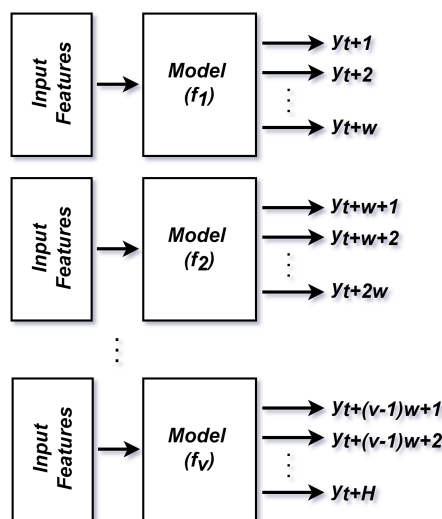 Input
Features
Model
(f1)
yt+1
yt+2
yt+w
Input
Features
Model
(f2)
yt+w+1
yt+w+2
yt+2w
Input
Features
Model
(fv)
yt+(v-1)w+1
yt+(v-1)w+2
yt+H